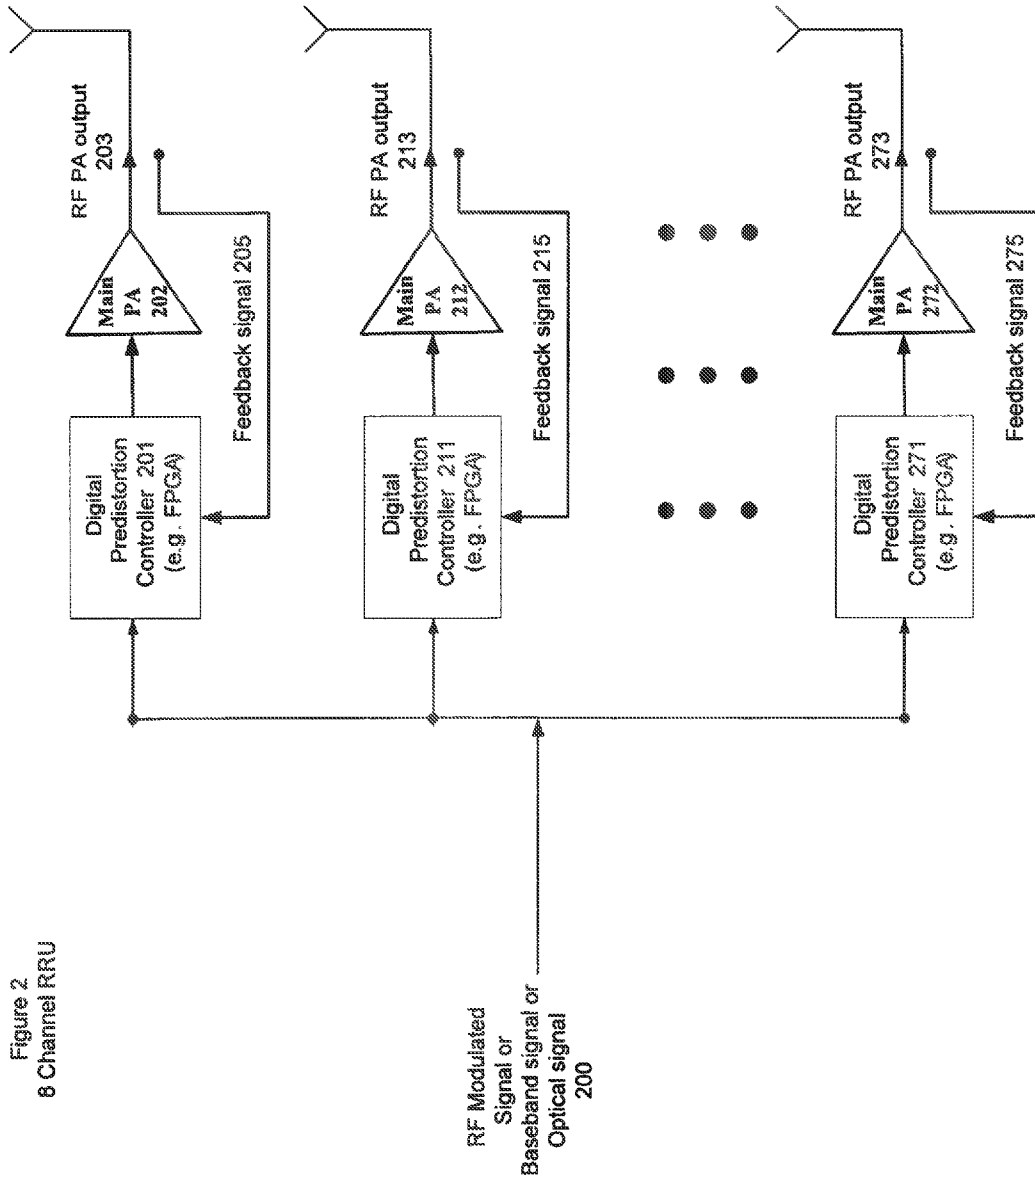 Figure 2
8 Channel RRU
RF Modulated
Signal or
Baseband signal or
Optical signal
200
Digital
Predistortion
Controller 201
(e.g. FPGA)
Main
PA
202
RF PA output
203
Feedback signal 205
Digital
Predistortion
Controller 211
(e.g. FPGA)
Main
PA
212
RF PA output
213
Feedback signal 215
Digital
Predistortion
Controller 271
(e.g. FPGA)
Main
PA
272
RF PA output
273
Feedback signal 275